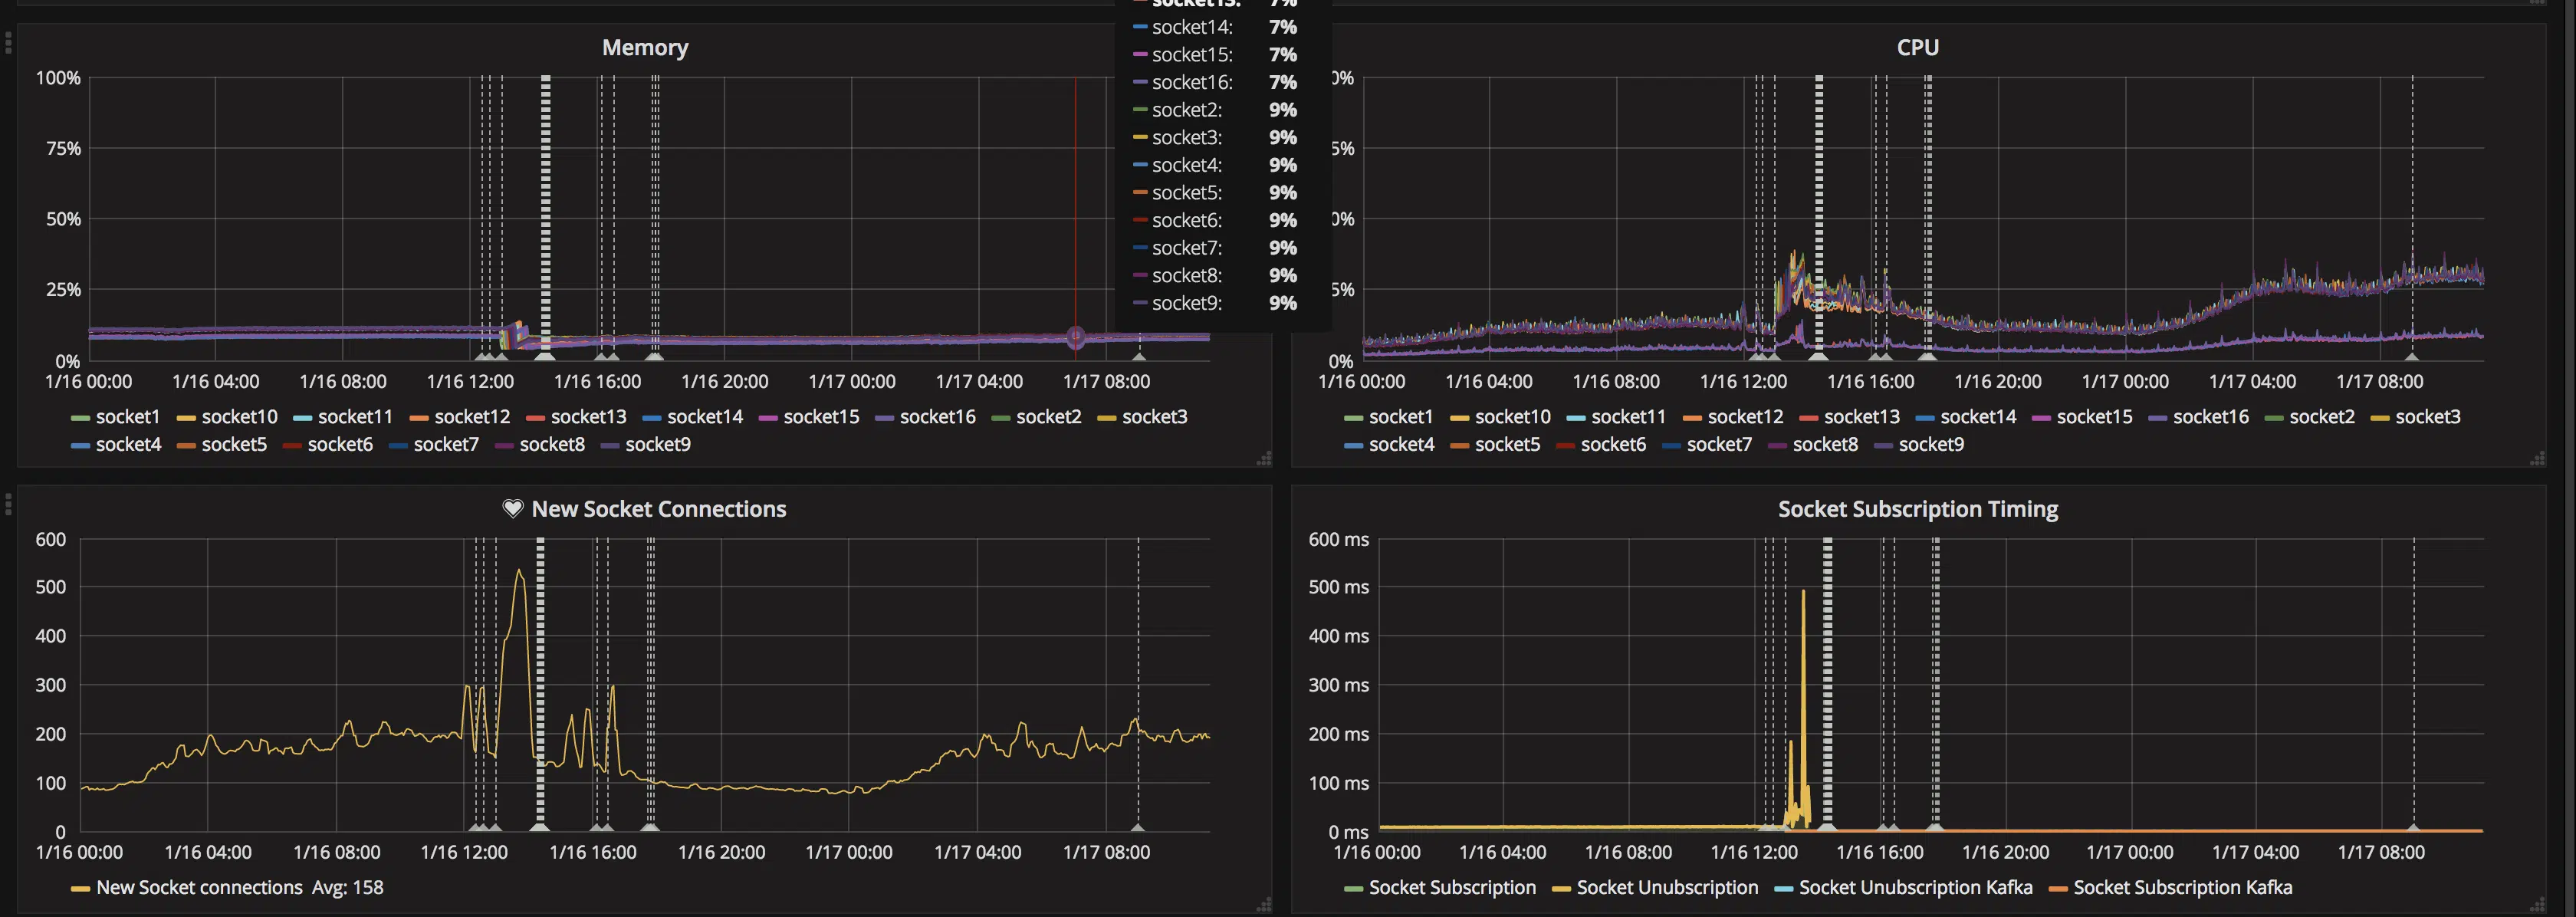 socket13: 7%
socket14: 7%
socket15: 7%
socket16: 7%
socket2: 9%
socket3: 9%
socket4: 9%
socket5: 9%
socket6: 9%
socket7: 9%
socket8: 9%
socket9: 9%
Memory
100%
75%
50%
25%
0%
1/16 00:00 1/16 04:00 1/16 08:00 1/16 12:00 1/16 16:00 1/16 20:00 1/17 00:00 1/17 04:00 1/17 08:00
socket1 socket10 socket11 socket12 socket13 socket14 socket15 socket16 socket2 socket3
socket4 socket5 socket6 socket7 socket8 socket9
CPU
0%
5%
0%
5%
0%
1/16 00:00 1/16 04:00 1/16 08:00 1/16 12:00 1/16 16:00 1/16 20:00 1/17 00:00 1/17 04:00 1/17 08:00
socket1 socket10 socket11 socket12 socket13 socket14 socket15 socket16 socket2 socket3
socket4 socket5 socket6 socket7 socket8 socket9
New Socket Connections
600
500
400
300
200
100
0
1/16 00:00 1/16 04:00 1/16 08:00 1/16 12:00 1/16 16:00 1/16 20:00 1/17 00:00 1/17 04:00 1/17 08:00
New Socket connections Avg: 158
Socket Subscription Timing
600 ms
500 ms
400 ms
300 ms
200 ms
100 ms
0 ms
1/16 00:00 1/16 04:00 1/16 08:00 1/16 12:00 1/16 16:00 1/16 20:00 1/17 00:00 1/17 04:00 1/17 08:00
Socket Subscription Socket Unsubscription Socket Unsubscription Kafka Socket Subscription Kafka